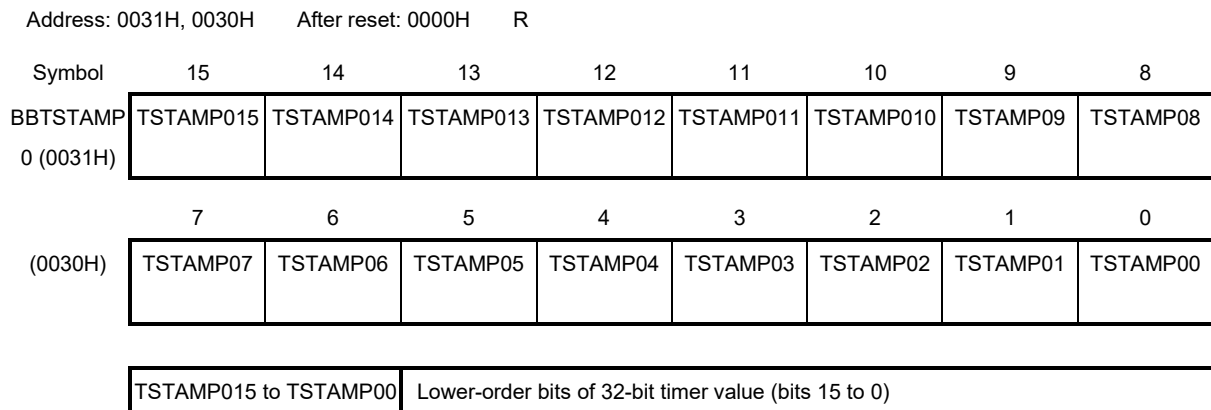 Address: 0031H, 0030H After reset: 0000H R
Symbol 15 14 13 12 11 10 9 8
BBTSTAMP TSTAMP015 TSTAMP014 TSTAMP013 TSTAMP012 TSTAMP011 TSTAMP010 TSTAMP09 TSTAMP08
0 (0031H)
7 6 5 4 3 2 1 0
(0030H) TSTAMP07 TSTAMP06 TSTAMP05 TSTAMP04 TSTAMP03 TSTAMP02 TSTAMP01 TSTAMP00
TSTAMP015 to TSTAMP00 Lower-order bits of 32-bit timer value (bits 15 to 0)